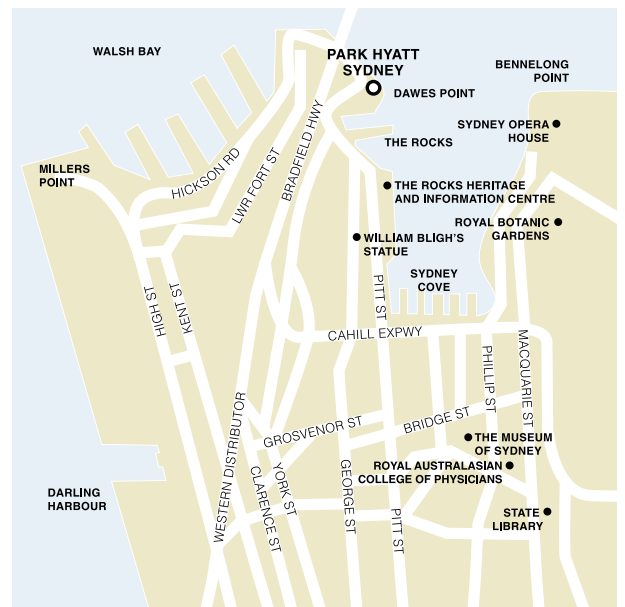 WALSH BAY
PARK HYATT
SYDNEY
BENNELONG
POINT
DAWES POINT
SYDNEY OPERA
HOUSE
THE ROCKS
MILLERS
POINT
HICKSON RD
LWR FORT ST
BRADFIELD HWY
THE ROCKS HERITAGE
AND INFORMATION CENTRE
ROYAL BOTANIC
GARDENS
WILLIAM BLIGH'S
STATUE
SYDNEY
COVE
HIGH ST
KENT ST
PITT ST
CAHILL EXPWY
PHILLIP ST
MACQUARIE ST
WESTERN DISTRIBUTOR
GROSVENOR ST
BRIDGE ST
THE MUSEUM
OF SYDNEY
ROYAL AUSTRALASIAN
COLLEGE OF PHYSICIANS
CLARENCE ST
YORK ST
GEORGE ST
PITT ST
DARLING
HARBOUR
STATE
LIBRARY